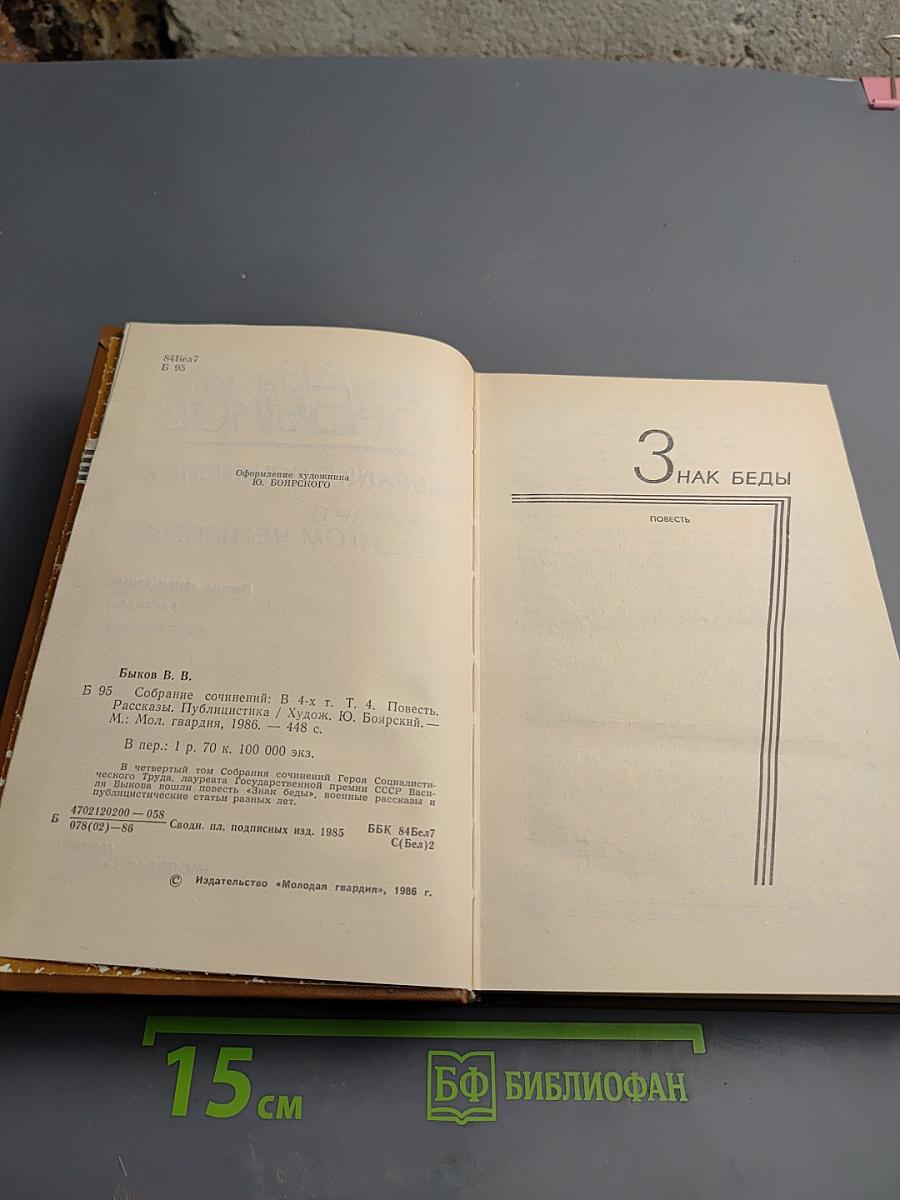 84Бел7
Б 95
Оформление художника
Ю. БОЯРСКОГО
Быков В. В.
Б 95 Собрание сочинений: В 4-х т. Т. 4. Повесть.
Рассказы. Публицистика / Худож. Ю. Боярский. —
М.: Мол. гвардия, 1986. — 448 с.
В пер.: 1 р. 70 к. 100 000 экз.
В четвертый том Собрания сочинений Героя Социалисти-
ческого Труда, лауреата Государственной премии СССР Васи-
ля Быкова вошли повесть «Знак беды», военные рассказы и
публицистические статьи разных лет.
Б 4702120200 — 058
078(02)—86
Сводн. пл. подписных изд. 1985
ББК 84Бел7
С(Бел)2
© Издательство «Молодая гвардия», 1986 г.
ЗНАК БЕДЫ
ПОВЕСТЬ
15 см
БФ БИБЛИОФАН